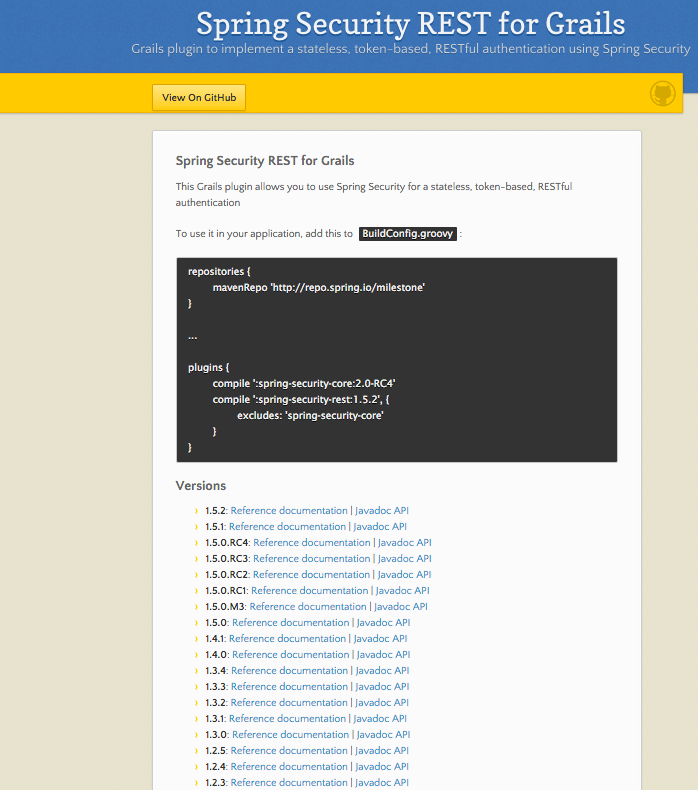 Spring Security REST for Grails
Grails plugin to implement a stateless, token-based, RESTful authentication using Spring Security
View On GitHub
Spring Security REST for Grails
This Grails plugin allows you to use Spring Security for a stateless, token-based, RESTful
authentication
To use it in your application, add this to BuildConfig.groovy :
repositories {
mavenRepo 'http://repo.spring.io/milestone'
}
...
plugins {
compile ':spring-security-core:2.0-RC4'
compile ':spring-security-rest:1.5.2', {
excludes: 'spring-security-core'
}
}
Versions
1.5.2: Reference documentation | Javadoc API
1.5.1: Reference documentation | Javadoc API
1.5.0.RC4: Reference documentation | Javadoc API
1.5.0.RC3: Reference documentation | Javadoc API
1.5.0.RC2: Reference documentation | Javadoc API
1.5.0.RC1: Reference documentation | Javadoc API
1.5.0.M3: Reference documentation | Javadoc API
1.5.0: Reference documentation | Javadoc API
1.4.1: Reference documentation | Javadoc API
1.4.0: Reference documentation | Javadoc API
1.3.4: Reference documentation | Javadoc API
1.3.3: Reference documentation | Javadoc API
1.3.2: Reference documentation | Javadoc API
1.3.1: Reference documentation | Javadoc API
1.3.0: Reference documentation | Javadoc API
1.2.5: Reference documentation | Javadoc API
1.2.4: Reference documentation | Javadoc API
1.2.3: Reference documentation | Javadoc API